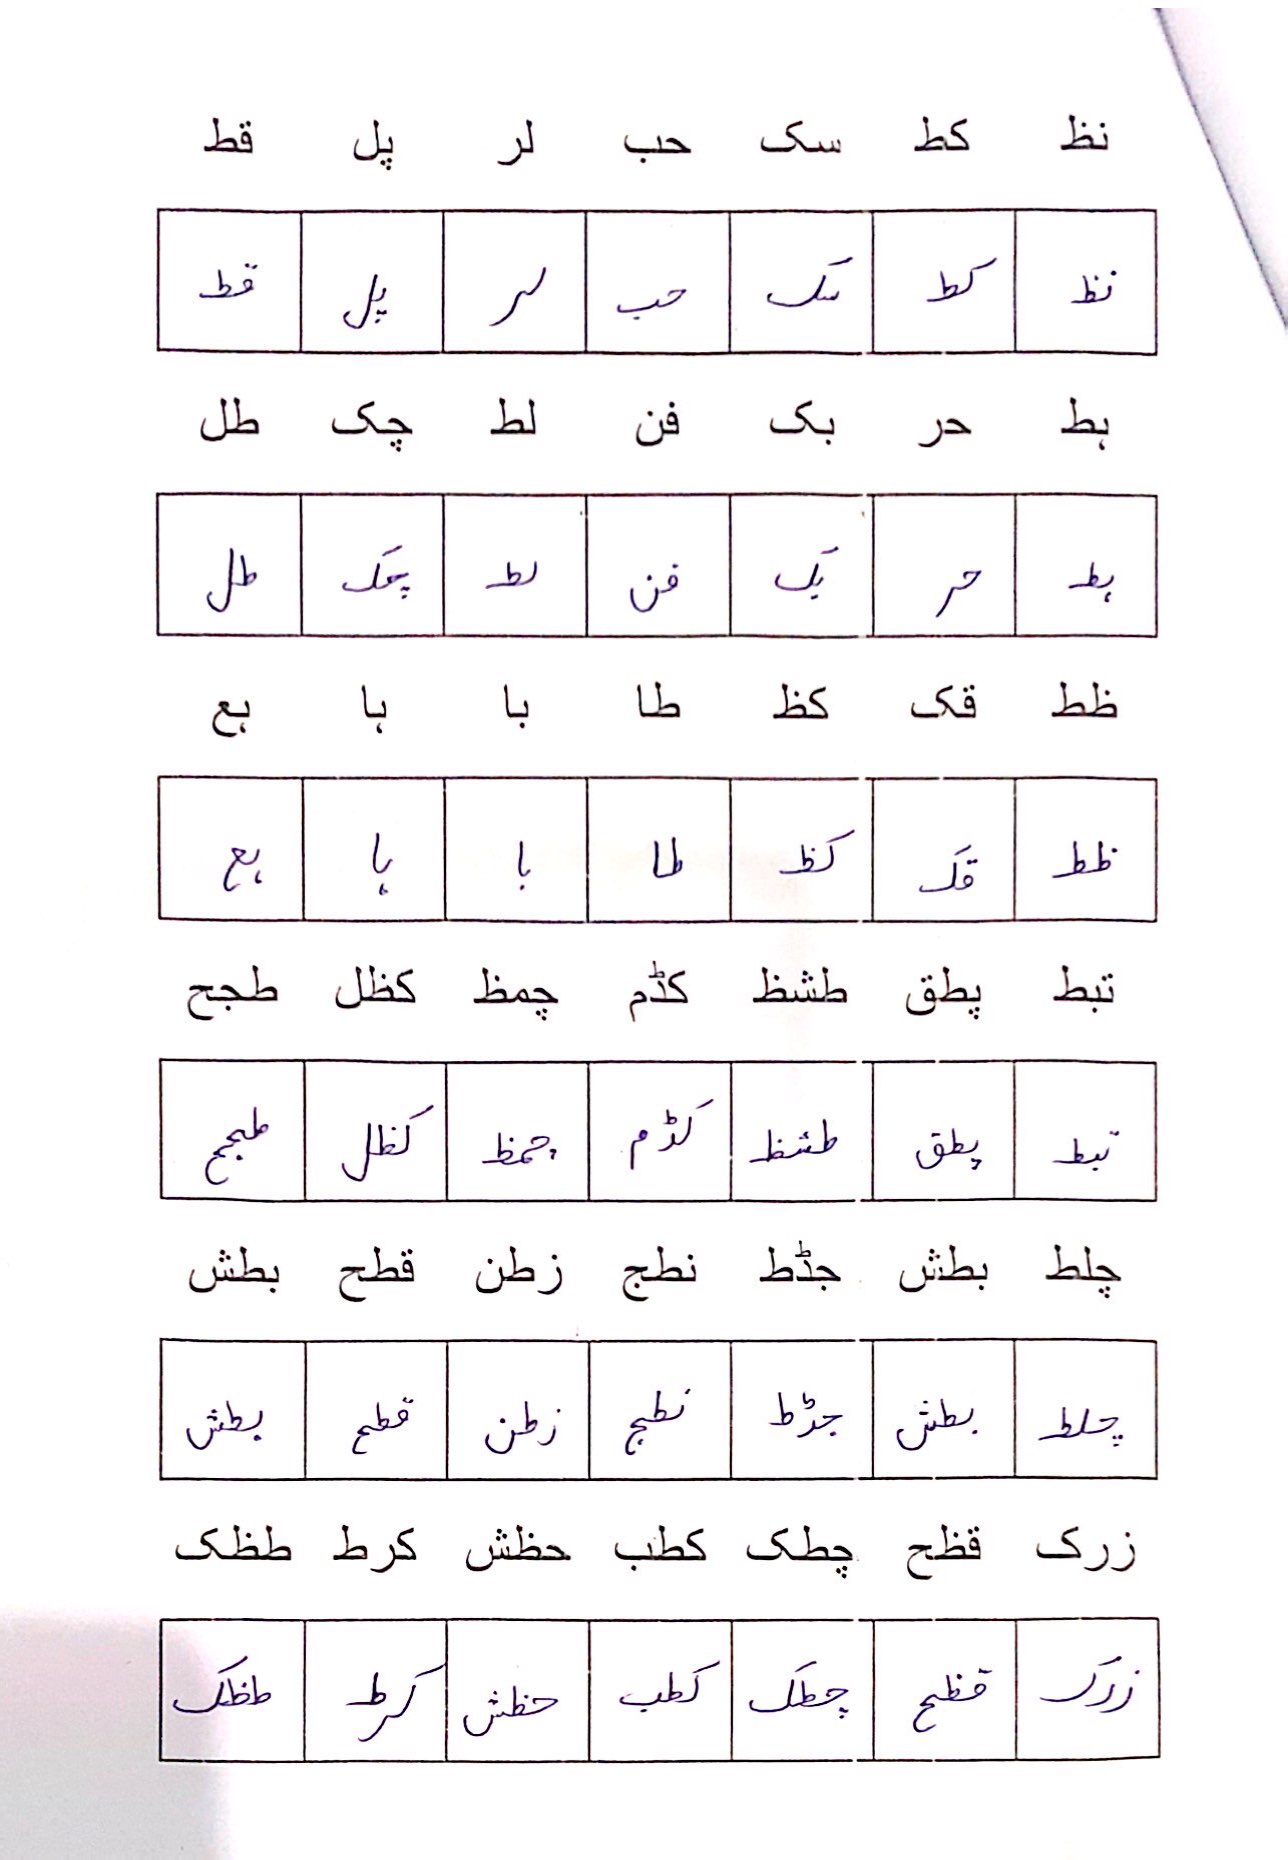 نظ کط سک حب لر پل قط
نظ کط سک حب لر پل قط
ہط حر بک فن لط چک طل
ہط حر بک فن لط چک طل
ظط قک کظ طا با ہا ہع
ظط قک کظ طا با ہا ہع
تبط پطق طشظ کڈم چمظ کظل طجح
تبط پطق طشظ کڈم چمظ کظل طجح
چلط بطش جڈط نطج زطن قطح بطش
چلط بطش جڈط نطج زطن قطح بطش
زرک قظح چطک کطب حظش کرط طظک
زرک قظح چطک کطب حظش کرط طظک